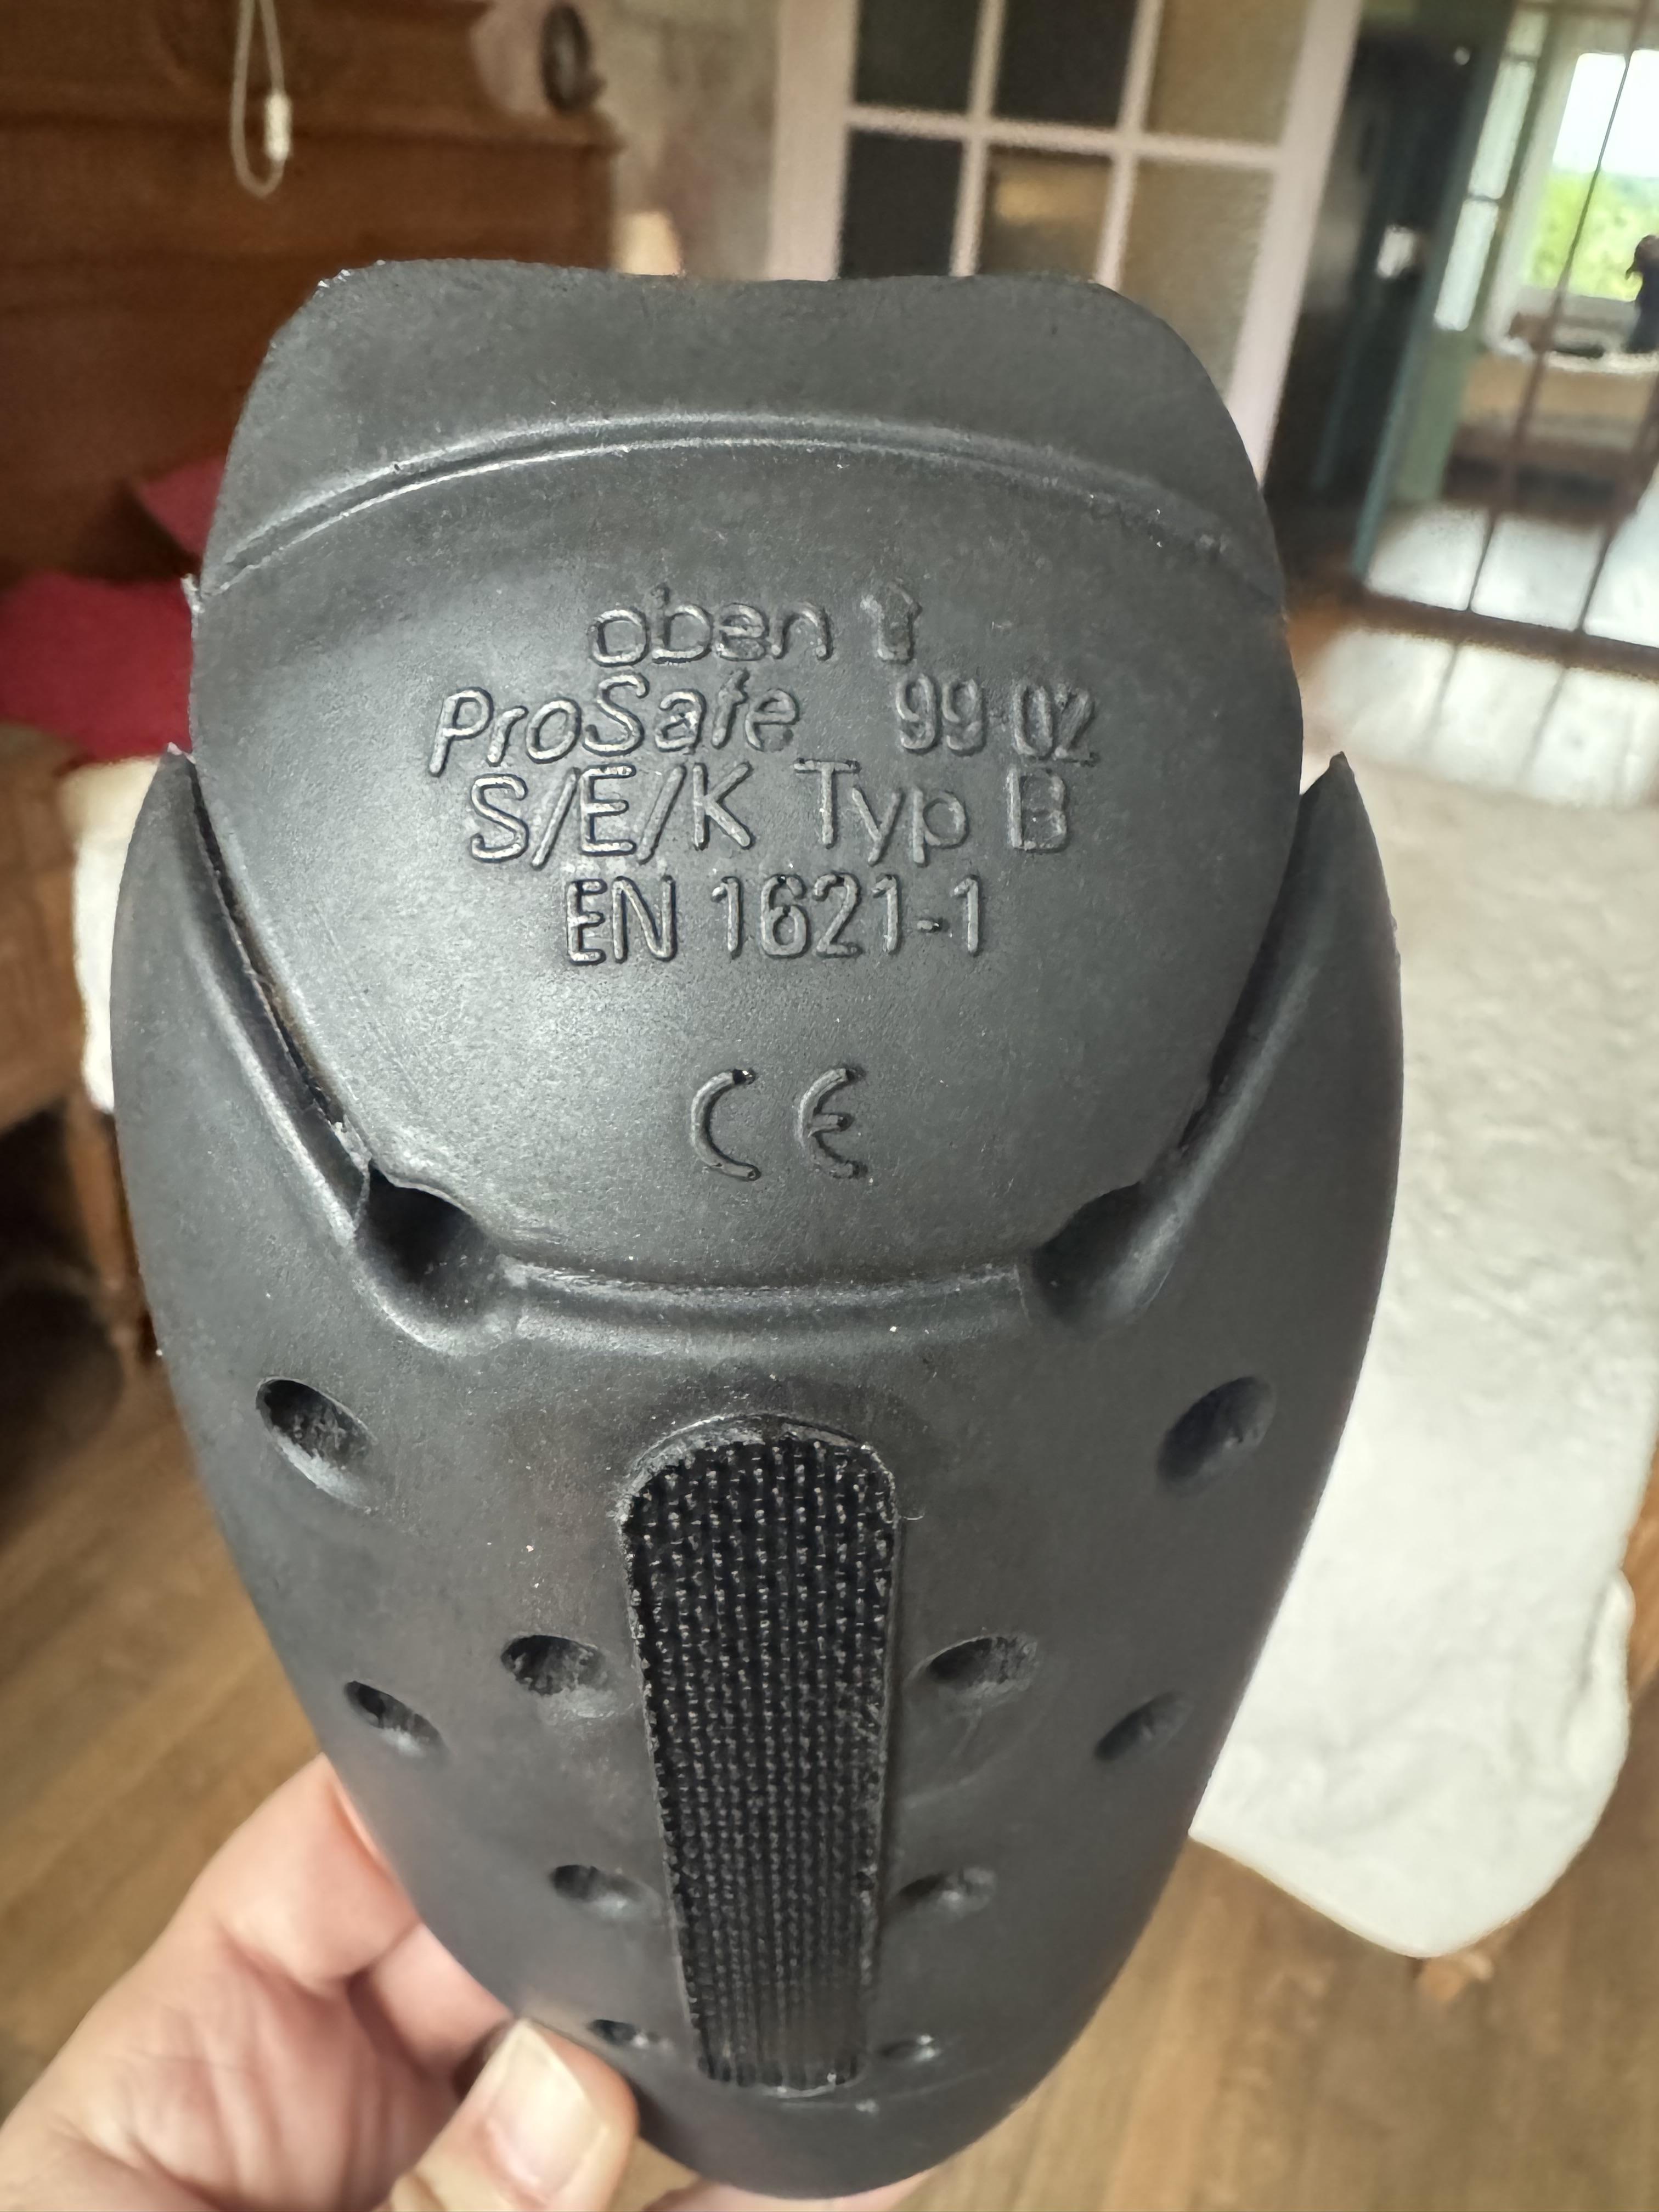 oben ⇧
ProSafe 99 02
S/E/K Typ B
EN 1621-1
CE